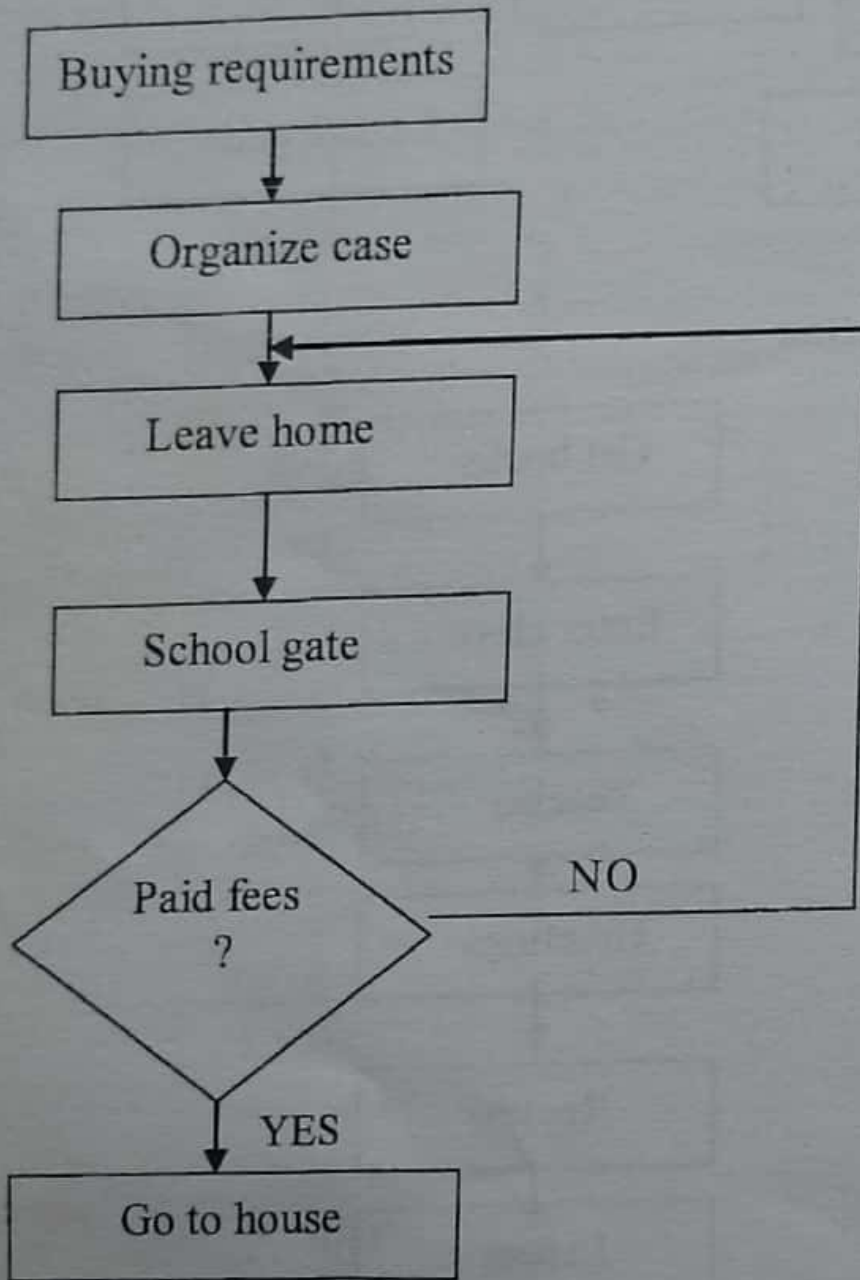 Buying requirements
Organize case
Leave home
School gate
Paid fees
?
NO
YES
Go to house